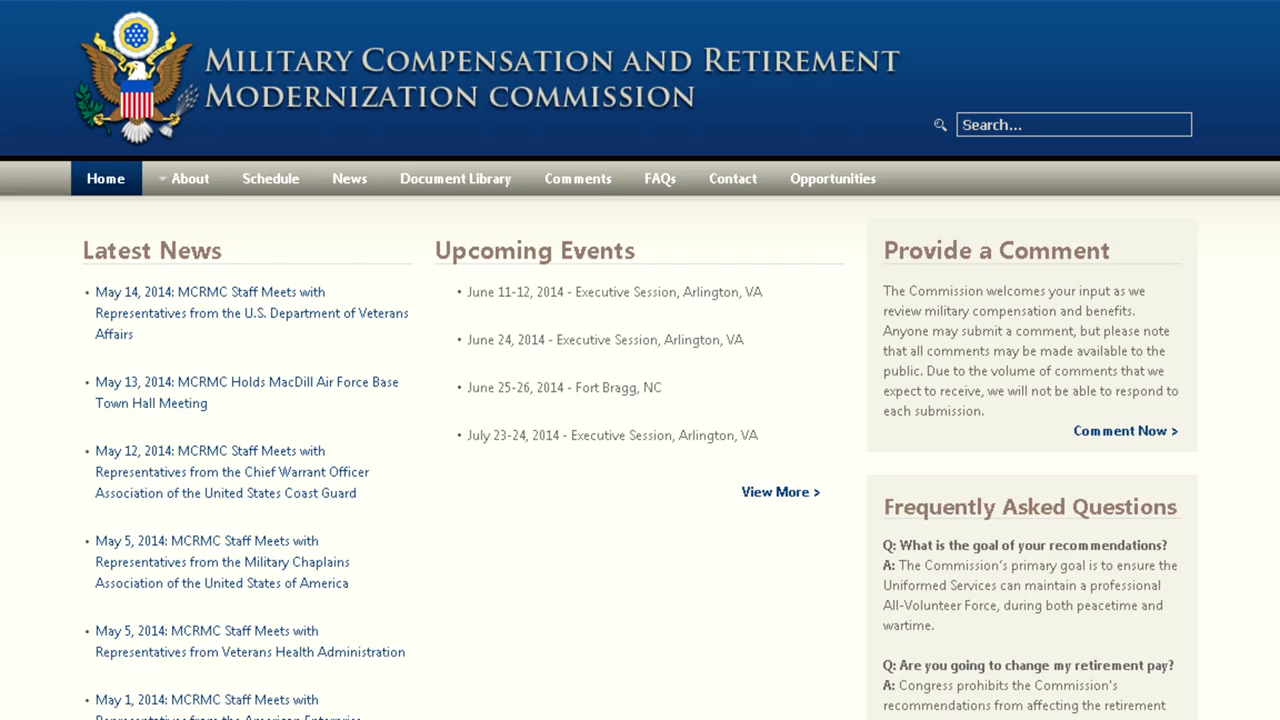 MILITARY COMPENSATION AND RETIREMENT
MODERNIZATION COMMISSION
Search...
Home
About
Schedule
News
Document Library
Comments
FAQs
Contact
Opportunities
Latest News
• May 14, 2014: MCRMC Staff Meets with
Representatives from the U.S. Department of Veterans
Affairs
• May 13, 2014: MCRMC Holds MacDill Air Force Base
Town Hall Meeting
• May 12, 2014: MCRMC Staff Meets with
Representatives from the Chief Warrant Officer
Association of the United States Coast Guard
• May 5, 2014: MCRMC Staff Meets with
Representatives from the Military Chaplains
Association of the United States of America
• May 5, 2014: MCRMC Staff Meets with
Representatives from Veterans Health Administration
• May 1, 2014: MCRMC Staff Meets with
Representatives from the American Enterprise
Upcoming Events
• June 11-12, 2014 - Executive Session, Arlington, VA
• June 24, 2014 - Executive Session, Arlington, VA
• June 25-26, 2014 - Fort Bragg, NC
• July 23-24, 2014 - Executive Session, Arlington, VA
View More >
Provide a Comment
The Commission welcomes your input as we
review military compensation and benefits.
Anyone may submit a comment, but please note
that all comments may be made available to the
public. Due to the volume of comments that we
expect to receive, we will not be able to respond to
each submission.
Comment Now >
Frequently Asked Questions
Q: What is the goal of your recommendations?
A: The Commission's primary goal is to ensure the
Uniformed Services can maintain a professional
All-Volunteer Force, during both peacetime and
wartime.
Q: Are you going to change my retirement pay?
A: Congress prohibits the Commission's
recommendations from affecting the retirement